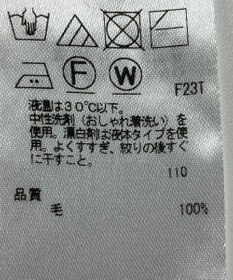 F
W
F23T
液温は30℃以下。
中性洗剤(おしゃれ着洗い)を
使用。漂白剤は液体タイプを使
用。よくすすぎ、絞りの後すぐ
に干すこと。
110
品質
毛 100%